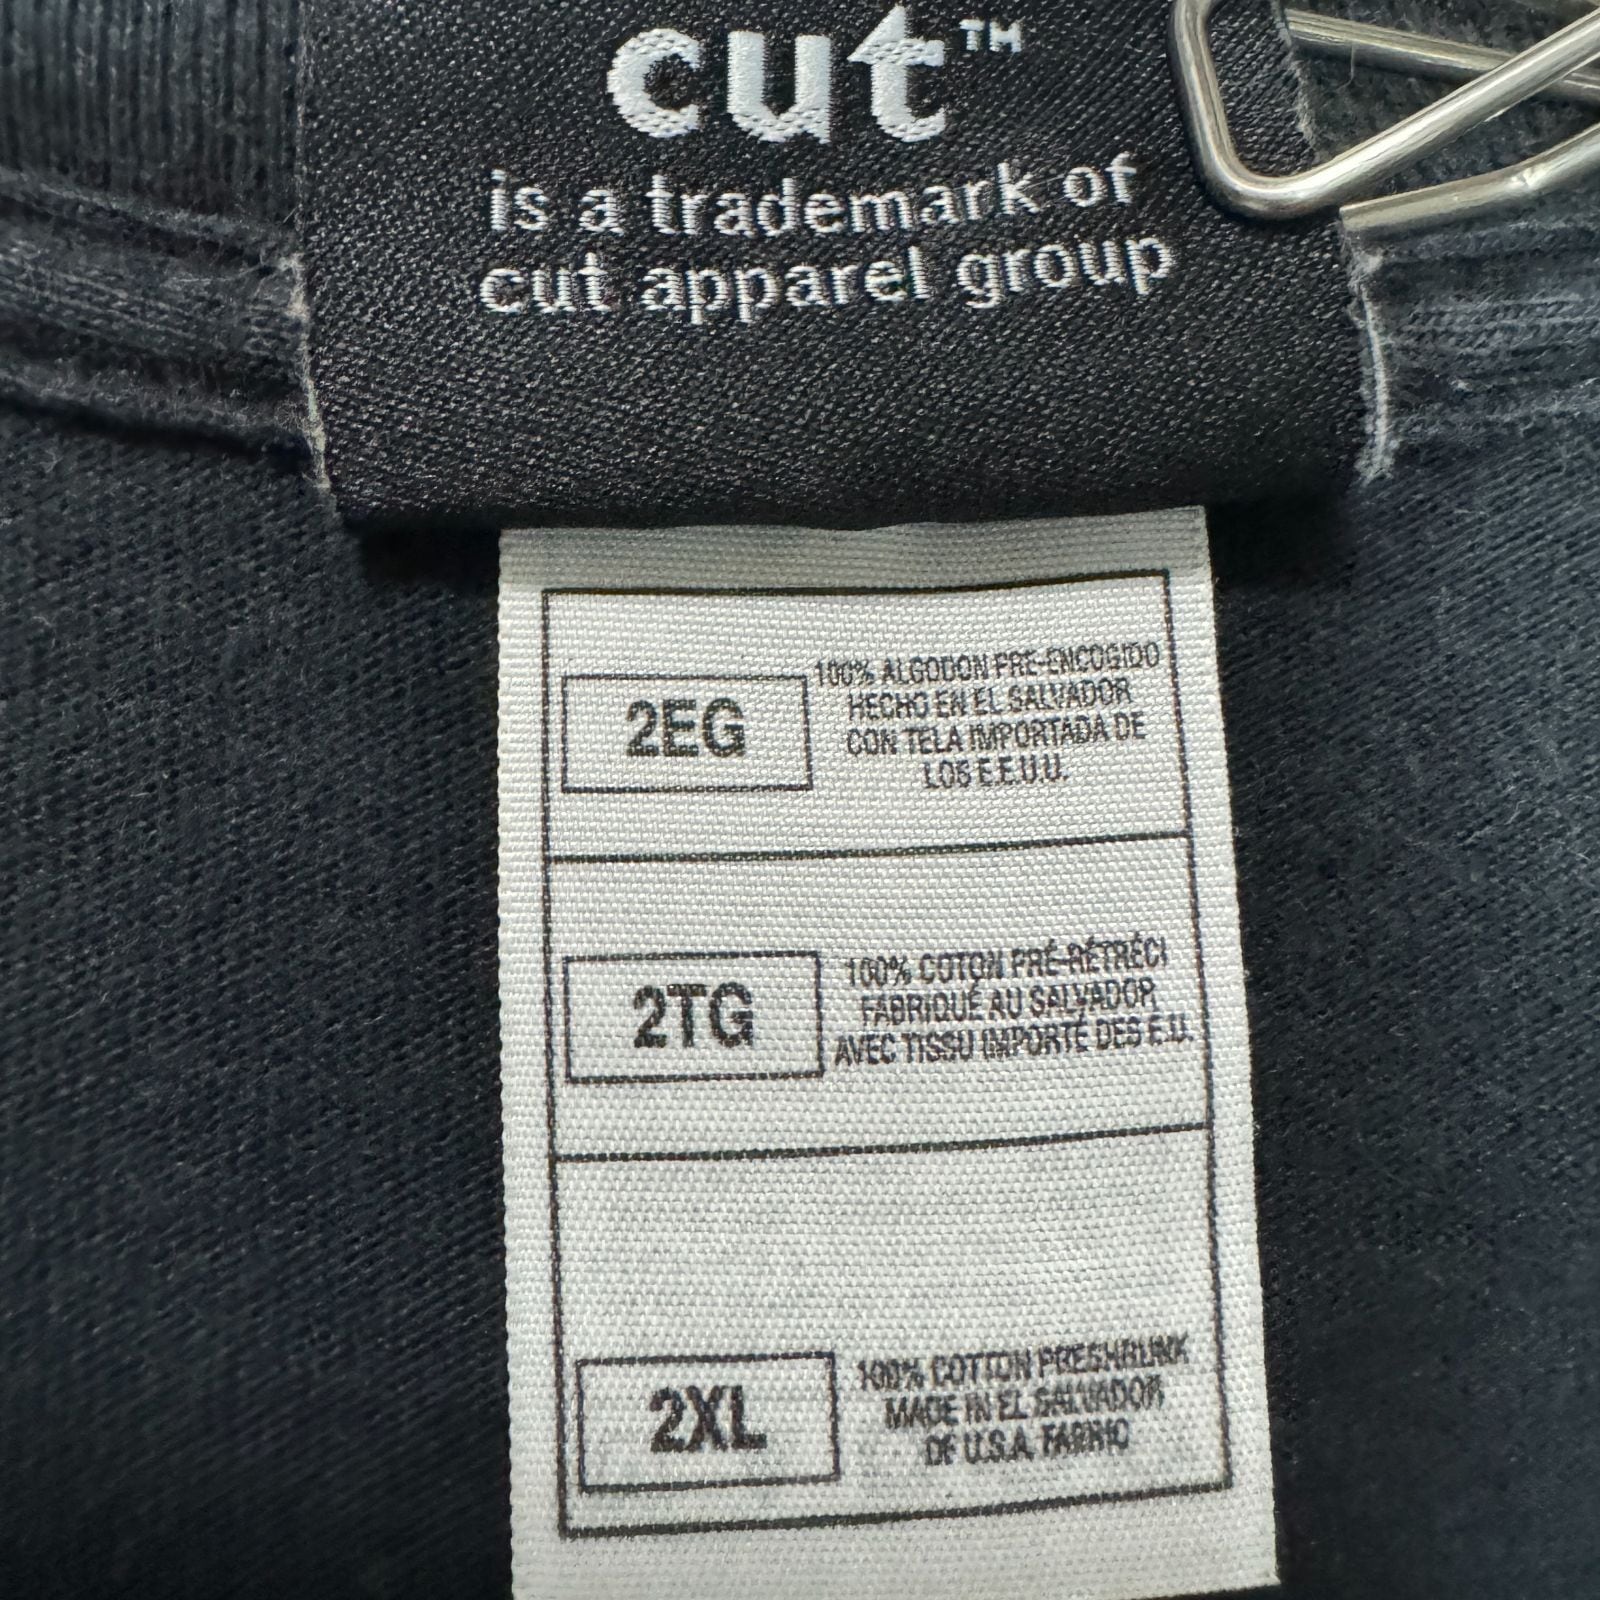 cut™
is a trademark of
cut apparel group
2EG
100% ALGODON PRE-ENCOGIDO
HECHO EN EL SALVADOR
CON TELA IMPORTADA DE
LOS E.E.U.U.
2TG
100% COTON PRÉ-RÉTRÉCI
FABRIQUÉ AU SALVADOR
AVEC TISSU IMPORTÉ DES É.U.
2XL
100% COTTON PRESHRUNK
MADE IN EL SALVADOR
OF U.S.A. FABRIC